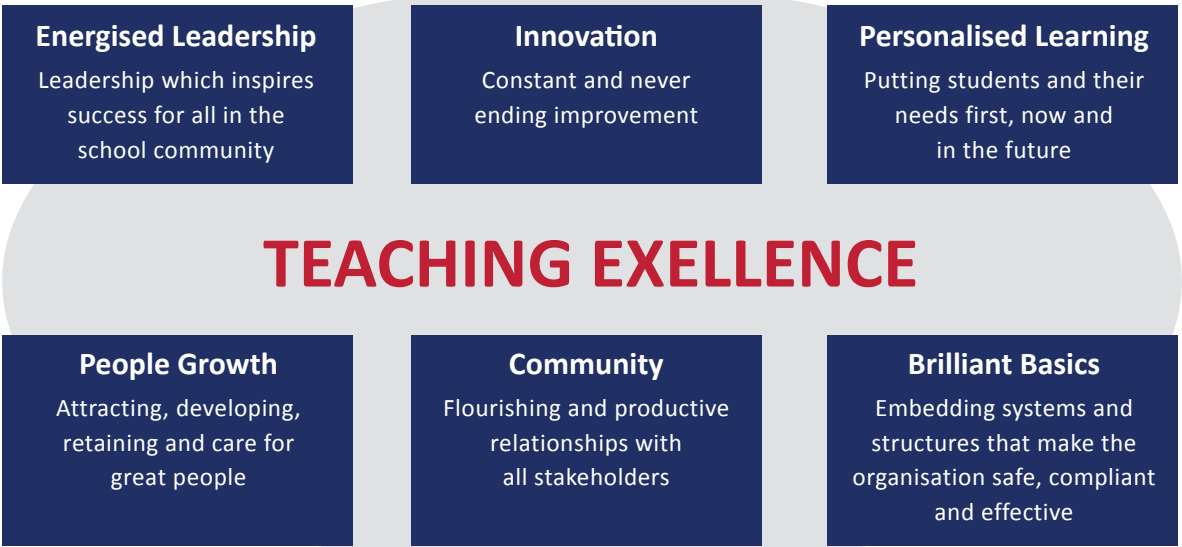 Energised Leadership
Leadership which inspires
success for all in the
school community
Innovation
Constant and never
ending improvement
Personalised Learning
Putting students and their
needs first, now and
in the future
TEACHING EXELLENCE
People Growth
Attracting, developing,
retaining and care for
great people
Community
Flourishing and productive
relationships with
all stakeholders
Brilliant Basics
Embedding systems and
structures that make the
organisation safe, compliant
and effective